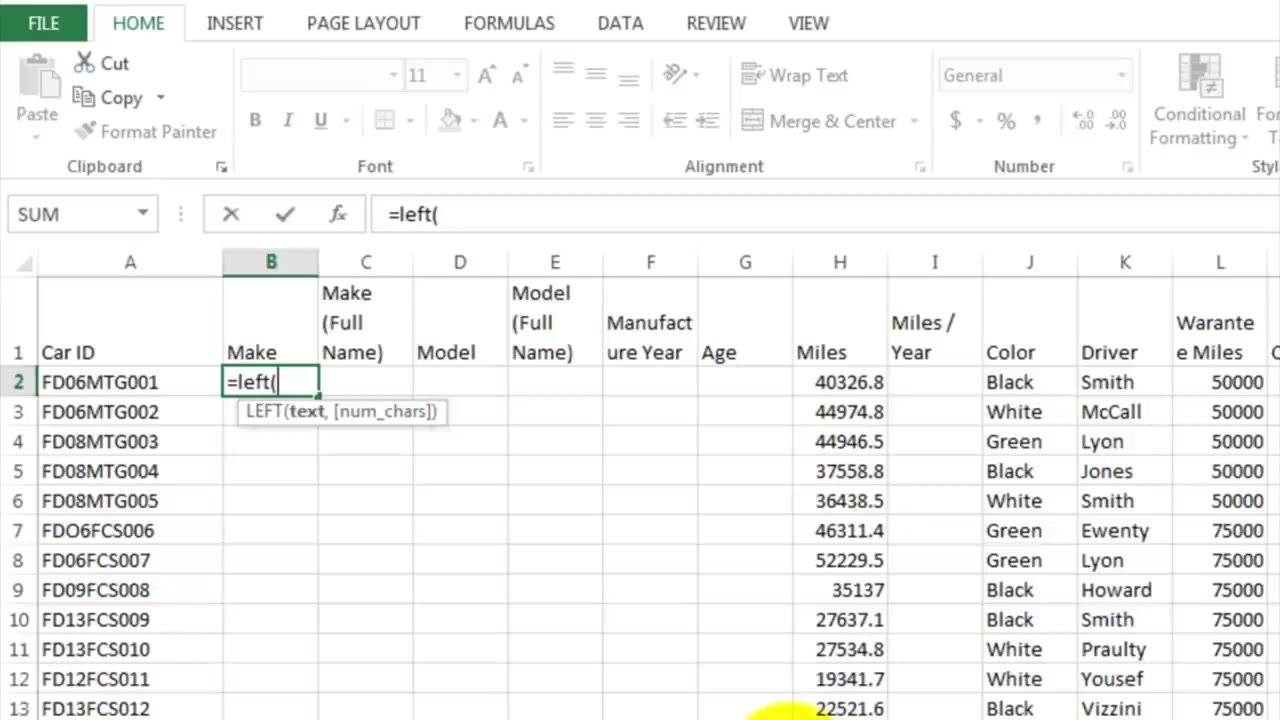 FILE HOME INSERT PAGE LAYOUT FORMULAS DATA REVIEW VIEW
Cut
Copy
Format Painter
Paste
Clipboard
11 A A
B I U A
Font
Wrap Text
Merge & Center
Alignment
General
$ % ,
.00
.00
Number
Conditional
Formatting
SUM fx =left(
A B C D E F G H I J K L
1 Car ID Make Make (Full Name) Model Model (Full Name) Manufact ure Year Age Miles Miles / Year Color Driver Warante e Miles
2 FD06MTG001 =left( 40326.8 Black Smith 50000
LEFT(text, [num_chars])
3 FD06MTG002 44974.8 White McCall 50000
4 FD08MTG003 44946.5 Green Lyon 50000
5 FD08MTG004 37558.8 Black Jones 50000
6 FD08MTG005 36438.5 White Smith 50000
7 FDO6FCS006 46311.4 Green Ewenty 75000
8 FD06FCS007 52229.5 Green Lyon 75000
9 FD09FCS008 35137 Black Howard 75000
10 FD13FCS009 27637.1 Black Smith 75000
11 FD13FCS010 27534.8 White Praulty 75000
12 FD12FCS011 19341.7 White Yousef 75000
13 FD13FCS012 22521.6 Black Vizzini 75000